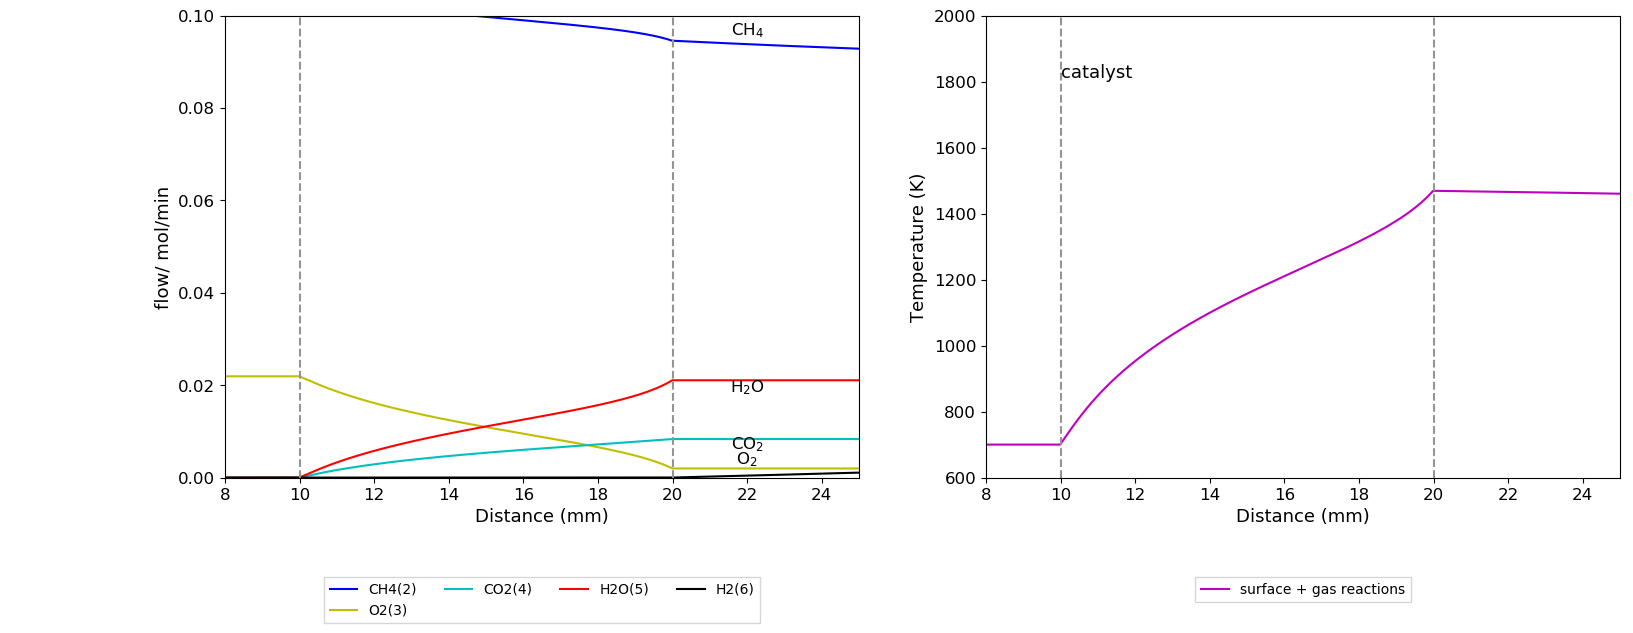 0.10
0.08
0.06
0.04
0.02
0.00
flow/ mol/min
CH₄
H₂O
CO₂
O₂
8 10 12 14 16 18 20 22 24
Distance (mm)
CH4(2) CO2(4) H2O(5) H2(6)
O2(3)
2000
1800
1600
1400
1200
1000
800
600
Temperature (K)
catalyst
8 10 12 14 16 18 20 22 24
Distance (mm)
surface + gas reactions